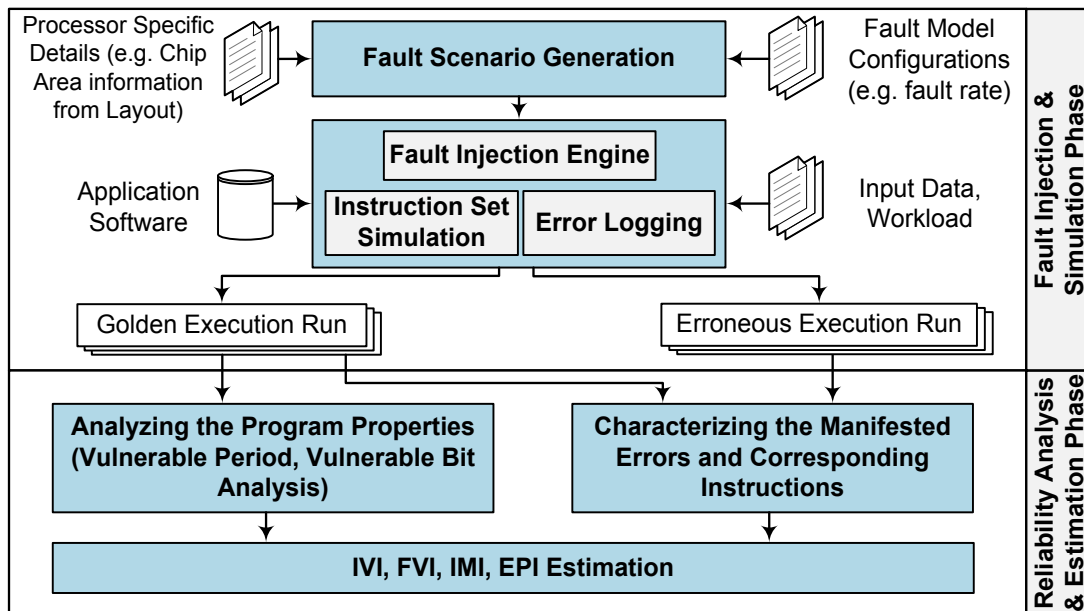 Processor Specific
Details (e.g. Chip
Area information
from Layout)
Fault Scenario Generation
Fault Model
Configurations
(e.g. fault rate)
Fault Injection Engine
Application
Software
Instruction Set
Simulation
Error Logging
Input Data,
Workload
Golden Execution Run
Erroneous Execution Run
Fault Injection &
Simulation Phase
Analyzing the Program Properties
(Vulnerable Period, Vulnerable Bit
Analysis)
Characterizing the Manifested
Errors and Corresponding
Instructions
IVI, FVI, IMI, EPI Estimation
Reliability Analysis
& Estimation Phase